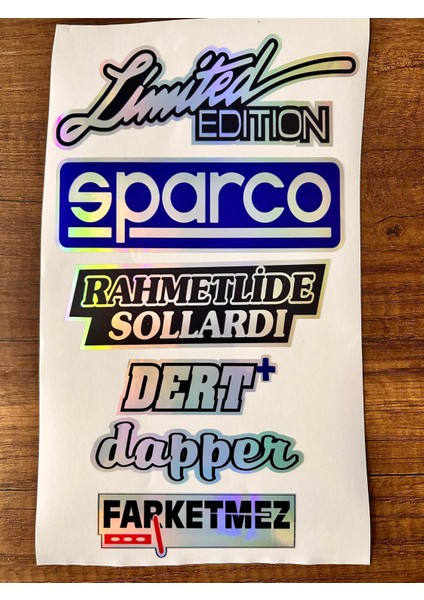 Limited
EDITION
sparco
RAHMETLİDE
SOLLARDI
DERT+
dapper
FARKETMEZ